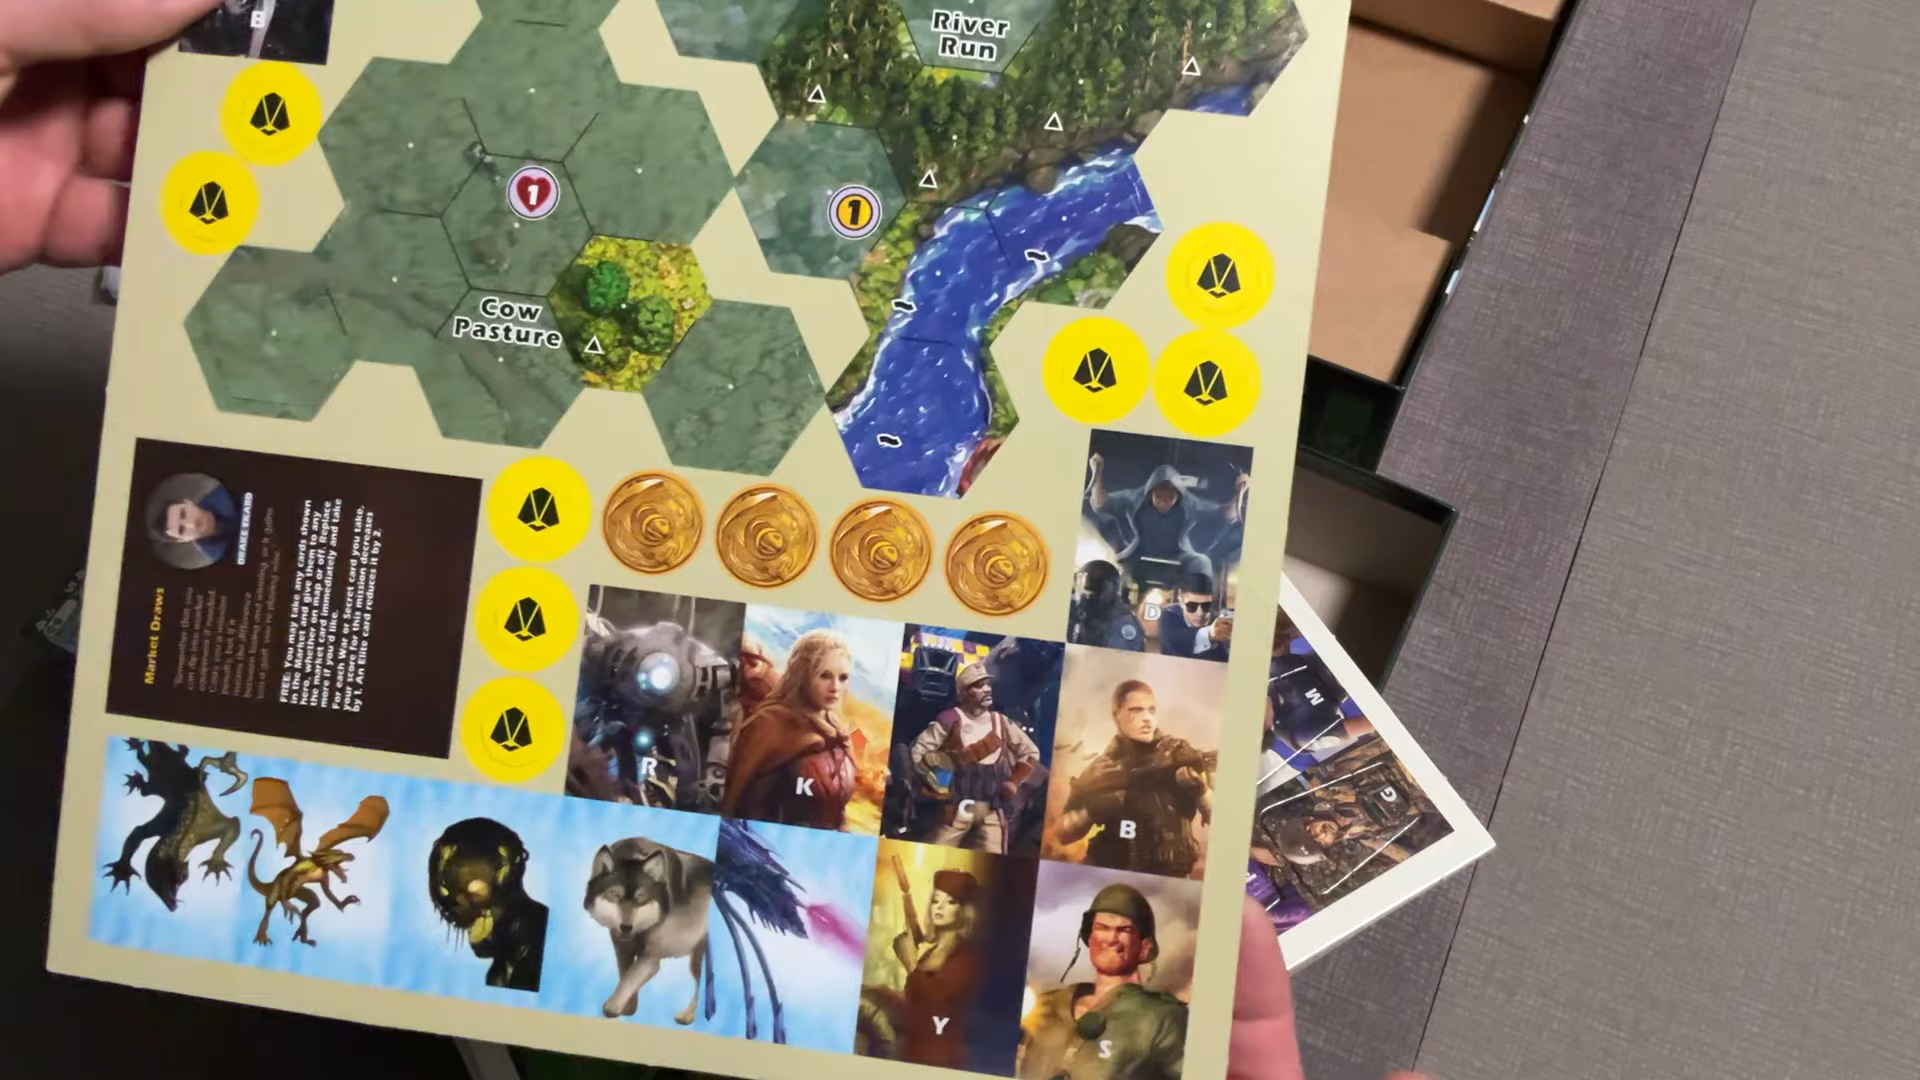 B
River
Run
1
1
Cow
Pasture
Market Draws
DRAKE FKARD
FREE: You may take any cards shown
in the Market and give them to any
hero, whether on map or off. Replace
the market card immediately and take
more if you'd like.
For each War or Secret card you take,
your score for this mission decreases
by 1. An Elite card reduces it by 2.
D
R
K
C
B
Y
S
M
G